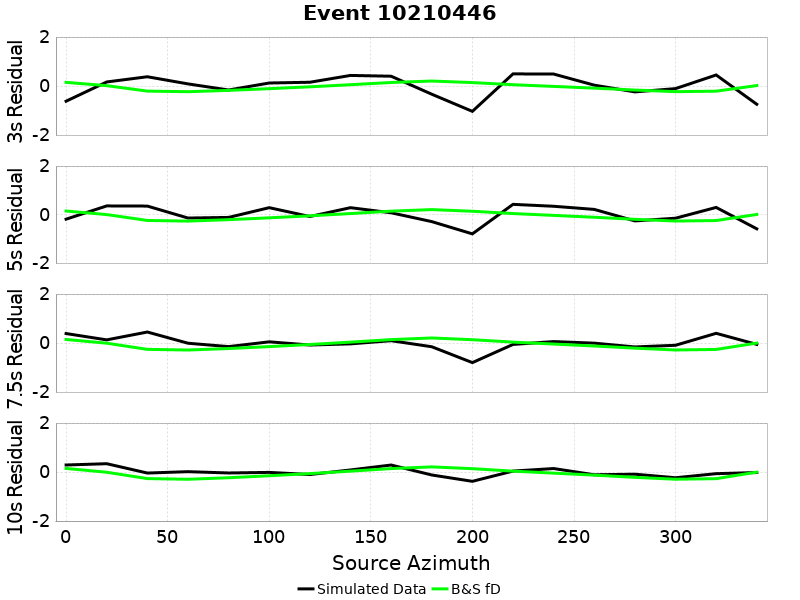 Event 10210446
3s Residual
2
0
-2
5s Residual
2
0
-2
7.5s Residual
2
0
-2
10s Residual
2
0
-2
0 50 100 150 200 250 300
Source Azimuth
Simulated Data B&S fD